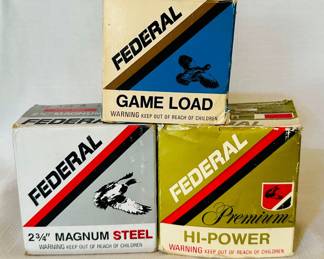 FEDERAL
GAME LOAD
WARNING KEEP OUT OF REACH OF CHILDREN
FEDERAL
2¾" MAGNUM STEEL
WARNING KEEP OUT OF REACH OF CHILDREN
FEDERAL
Premium
HI-POWER
WARNING KEEP OUT OF REACH OF CHILDREN